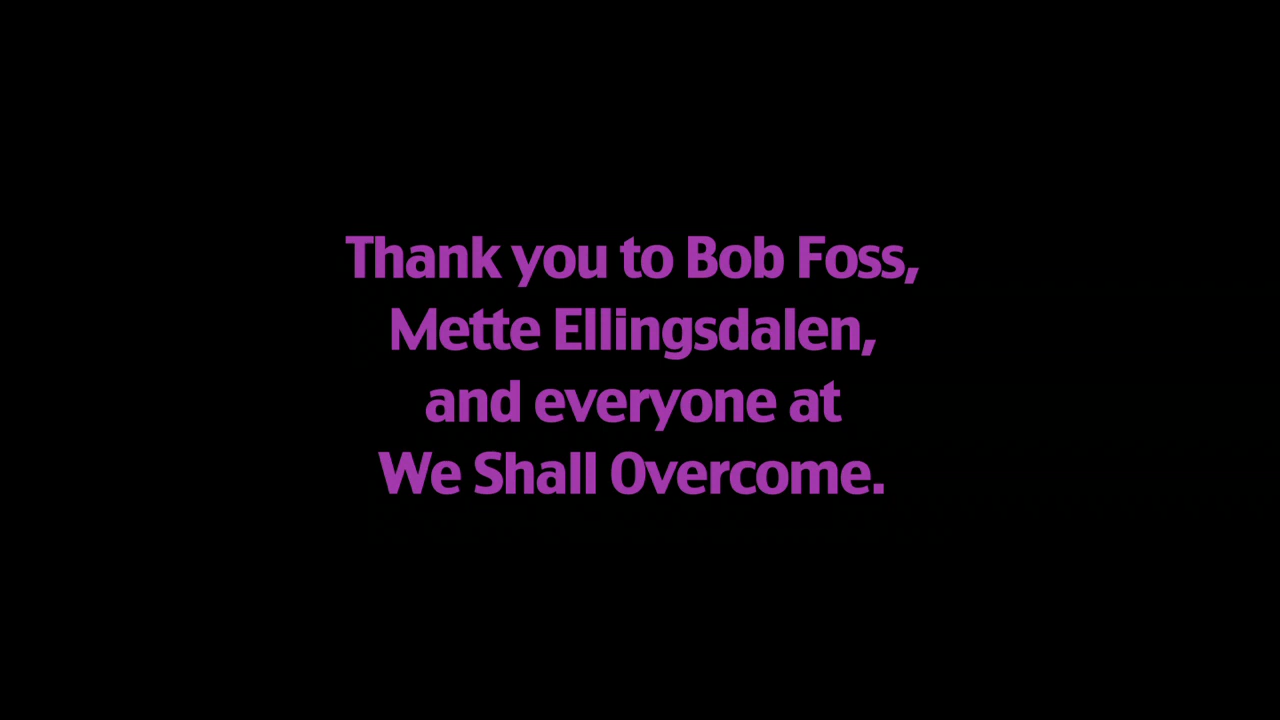 Thank you to Bob Foss,
Mette Ellingsdalen,
and everyone at
We Shall Overcome.